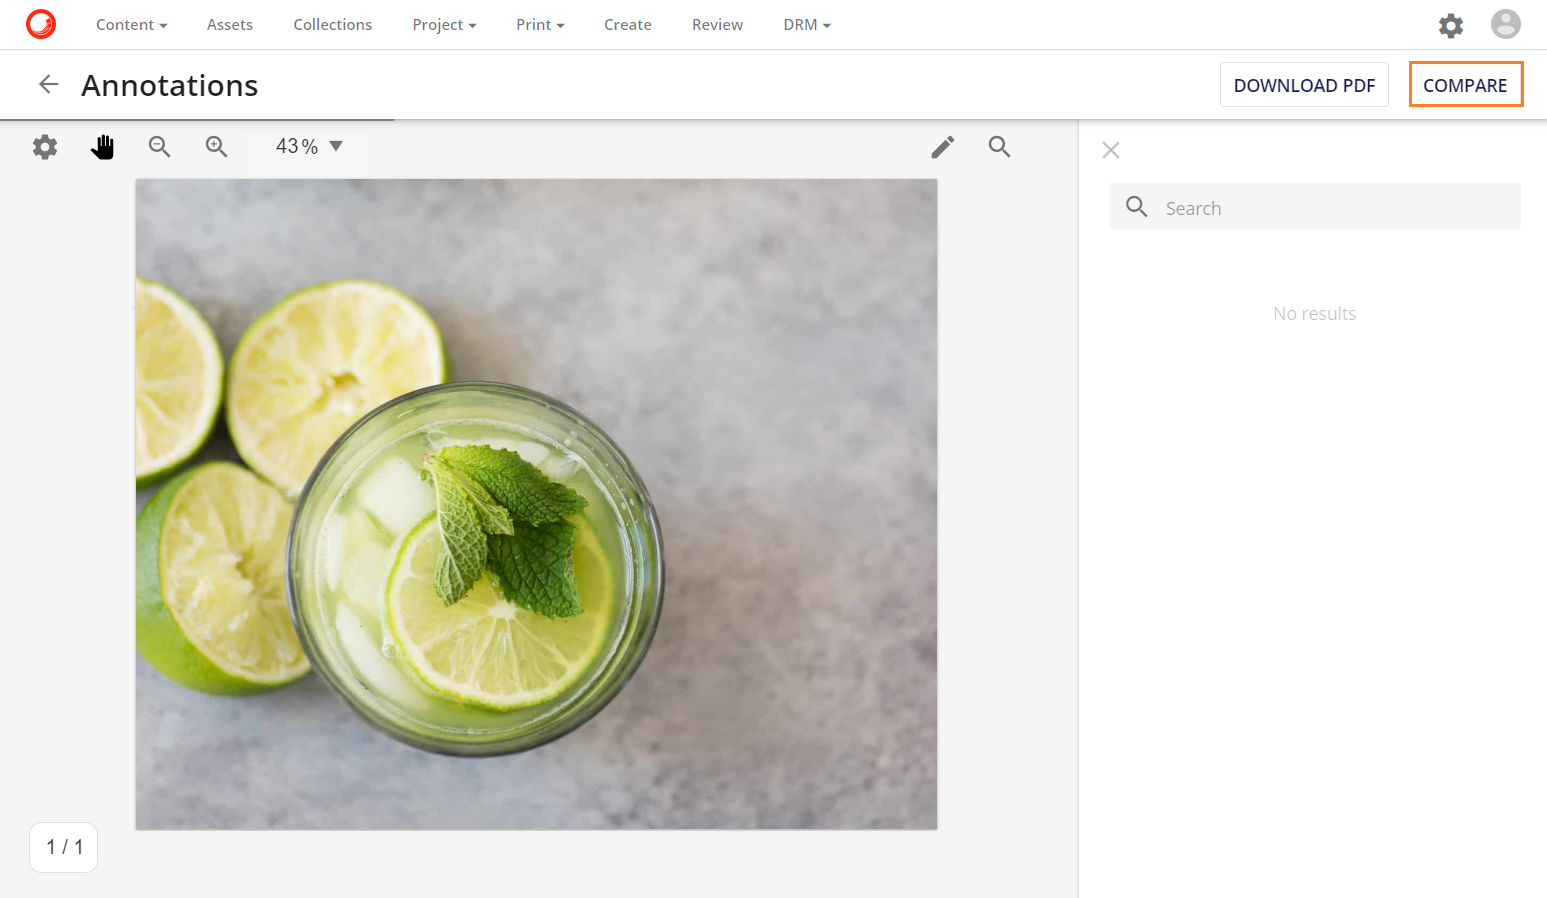 Content Assets Collections Project Print Create Review DRM
Annotations DOWNLOAD PDF COMPARE
43%
Search
No results
1 / 1